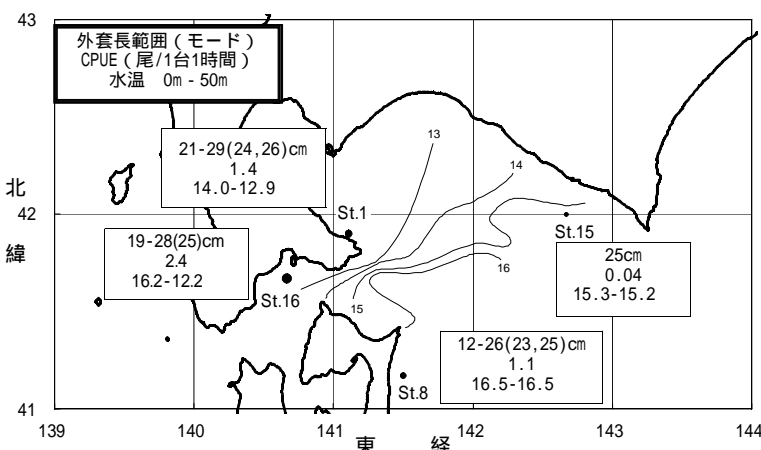 43
外套長範囲（モード）
CPUE（尾/1台1時間）
水温　0m - 50m
21-29(24,26)cm
1.4
14.0-12.9
13
14
北
緯
42
St.1
St.15
19-28(25)cm
2.4
16.2-12.2
25cm
0.04
15.3-15.2
St.16
15
16
12-26(23,25)cm
1.1
16.5-16.5
St.8
41
139
140
141
142
143
144
東　経